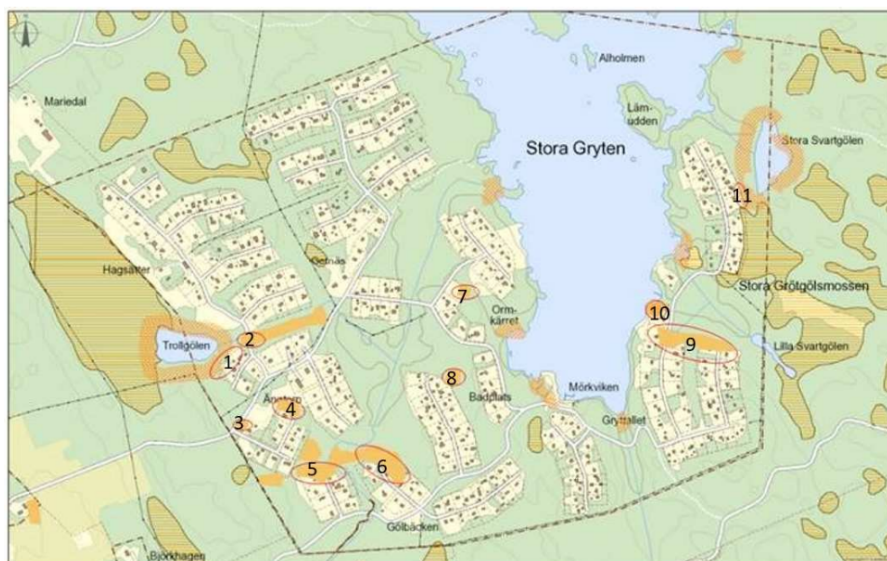 Alholmen
Mariedal
Läm-
udden
Stora Gryten
Stora Svartgölen
11
Hagsätter
Getnäs
Stora Grötgölsmossen
7
Orm-
kärret
10
Trollgölen
2
1
9
Lilla Svartgölen
8
Badplats
Mörkviken
4
3
Gryttallet
5
6
Gölbäcken
Björkhagen